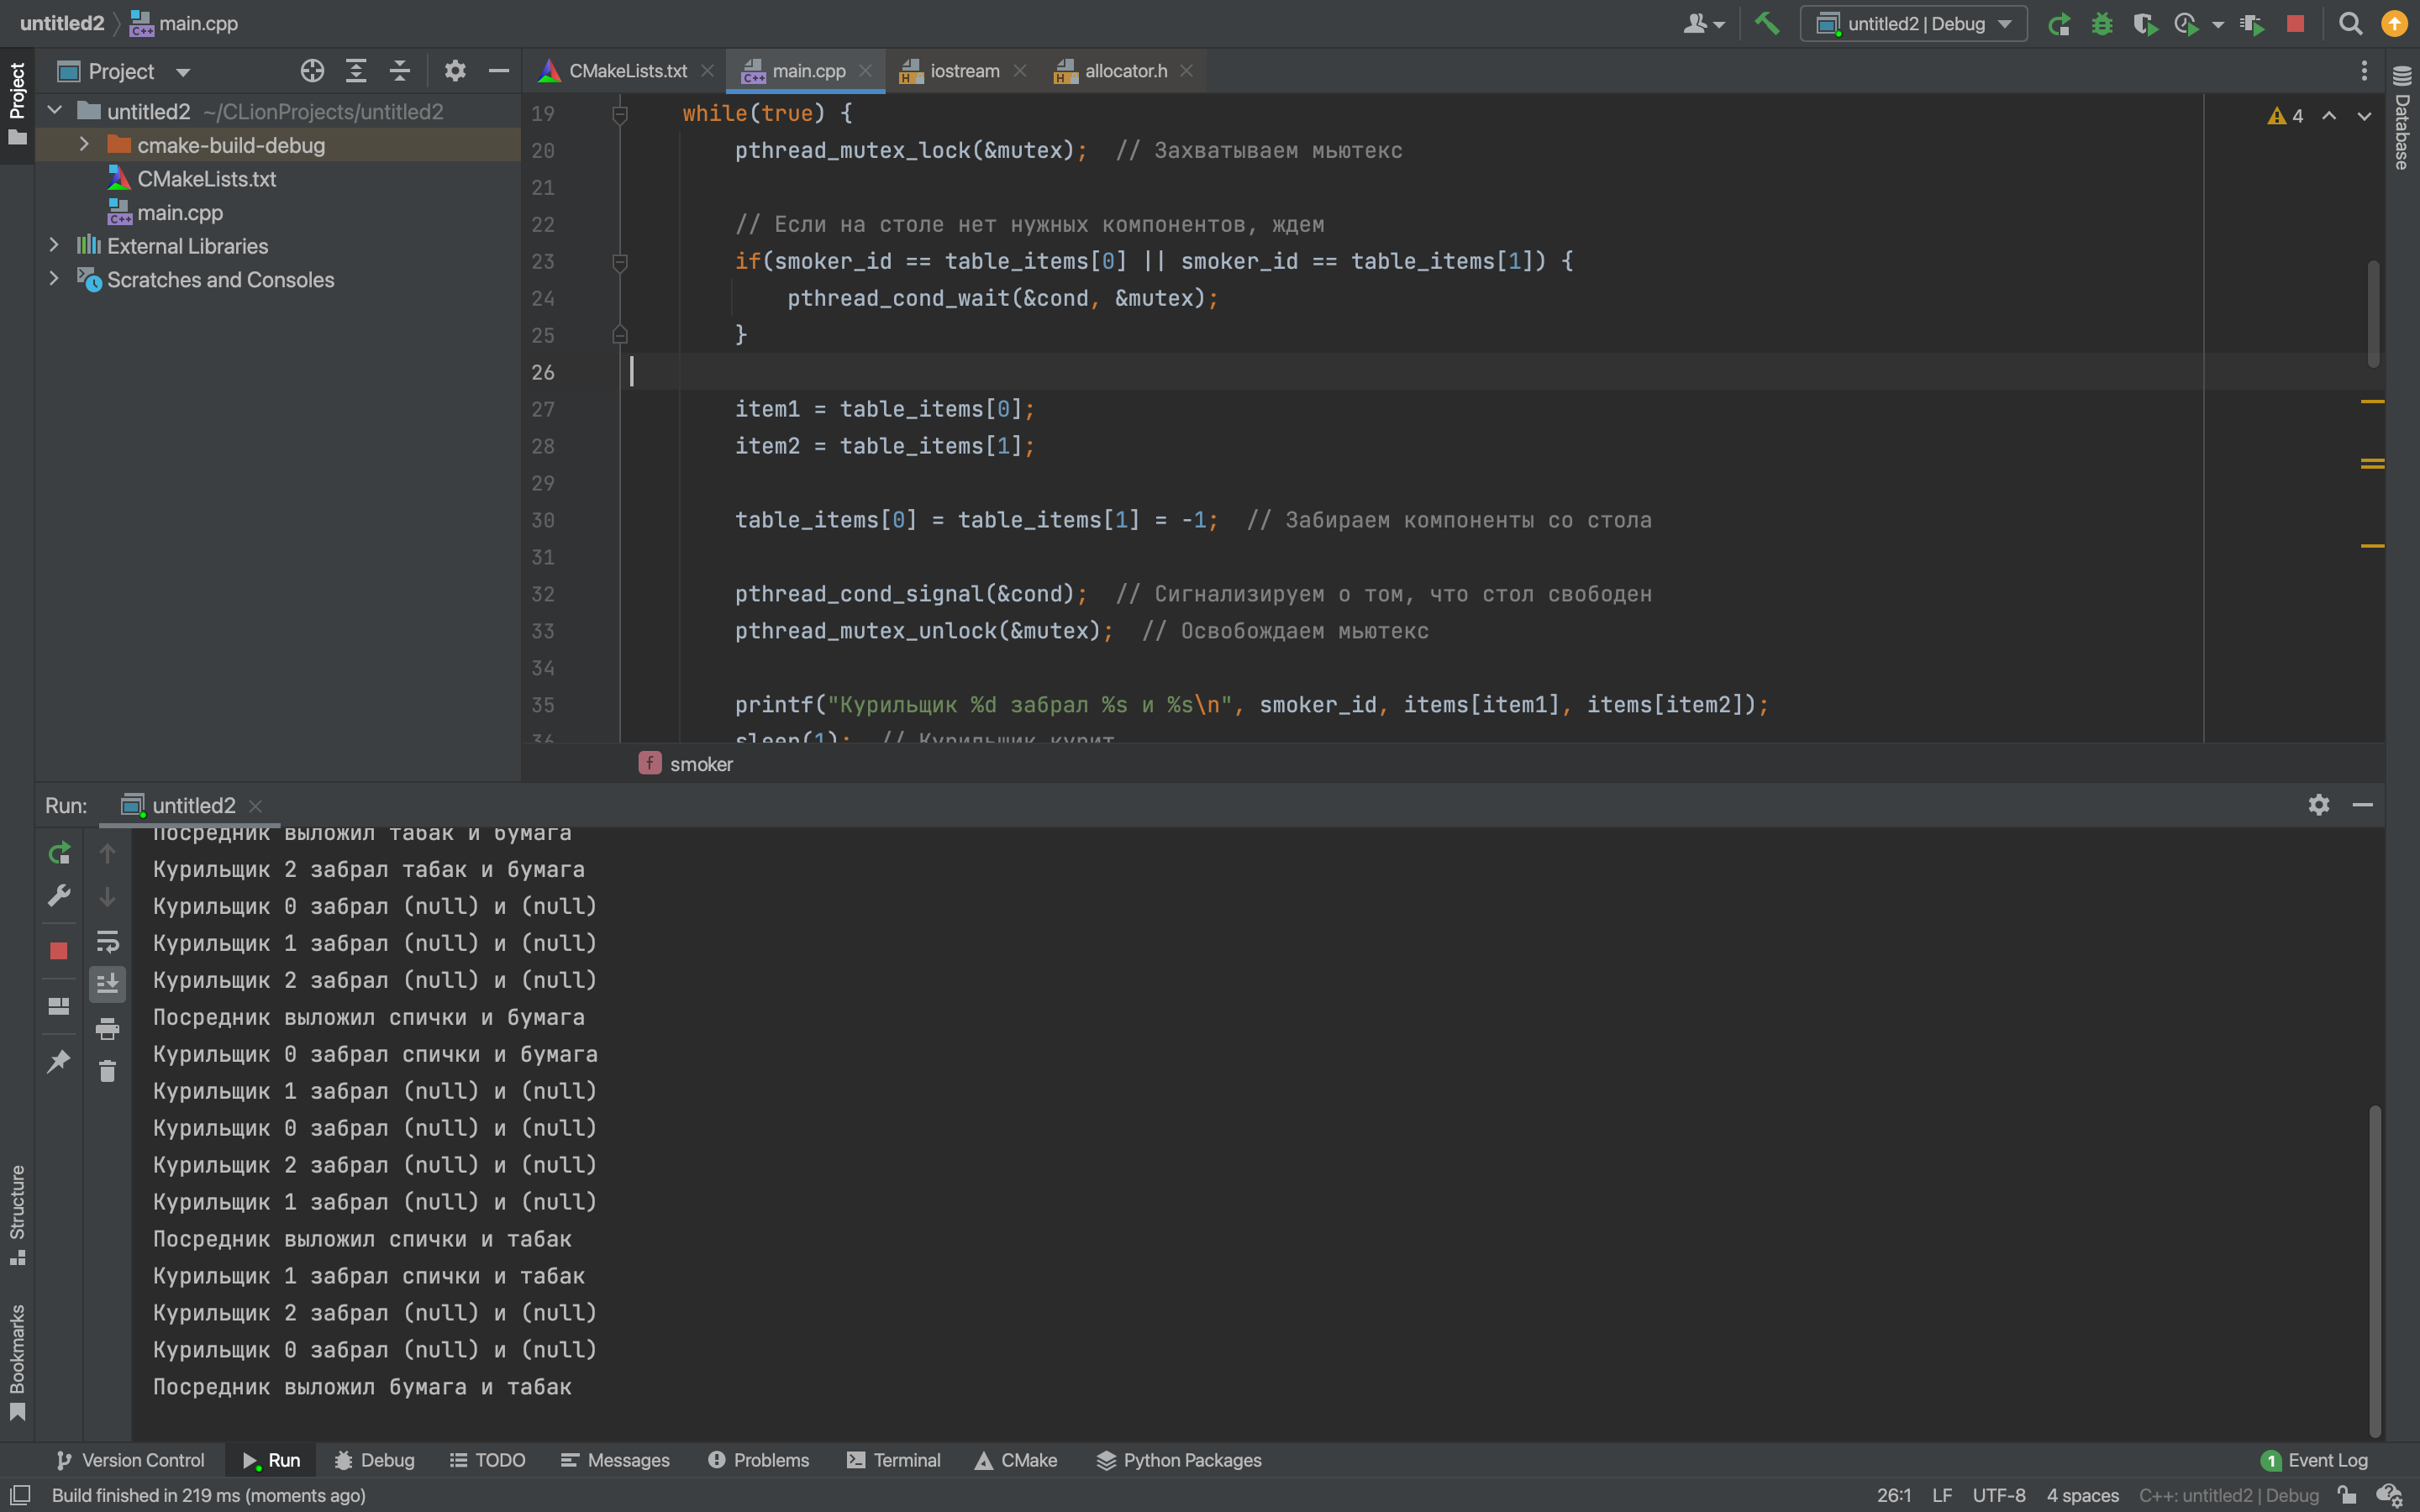 untitled2 main.cpp
untitled2 | Debug
Project
CMakeLists.txt
main.cpp
iostream
allocator.h
Project
Database
untitled2 ~/CLionProjects/untitled2
cmake-build-debug
CMakeLists.txt
main.cpp
External Libraries
Scratches and Consoles
4
19 while(true) {
20 pthread_mutex_lock(&mutex); // Захватываем мьютекс
21
22 // Если на столе нет нужных компонентов, ждем
23 if(smoker_id == table_items[0] || smoker_id == table_items[1]) {
24 pthread_cond_wait(&cond, &mutex);
25 }
26
27 item1 = table_items[0];
28 item2 = table_items[1];
29
30 table_items[0] = table_items[1] = -1; // Забираем компоненты со стола
31
32 pthread_cond_signal(&cond); // Сигнализируем о том, что стол свободен
33 pthread_mutex_unlock(&mutex); // Освобождаем мьютекс
34
35 printf("Курильщик %d забрал %s и %s\n", smoker_id, items[item1], items[item2]);
36 sleep(1); // Курильщик курит
f smoker
Run: untitled2
Посредник выложил табак и бумага
Курильщик 2 забрал табак и бумага
Курильщик 0 забрал (null) и (null)
Курильщик 1 забрал (null) и (null)
Курильщик 2 забрал (null) и (null)
Посредник выложил спички и бумага
Курильщик 0 забрал спички и бумага
Курильщик 1 забрал (null) и (null)
Курильщик 0 забрал (null) и (null)
Курильщик 2 забрал (null) и (null)
Курильщик 1 забрал (null) и (null)
Посредник выложил спички и табак
Курильщик 1 забрал спички и табак
Курильщик 2 забрал (null) и (null)
Курильщик 0 забрал (null) и (null)
Посредник выложил бумага и табак
Structure
Bookmarks
Version Control Run Debug TODO Messages Problems Terminal CMake Python Packages 1 Event Log
Build finished in 219 ms (moments ago) 26:1 LF UTF-8 4 spaces C++: untitled2 | Debug